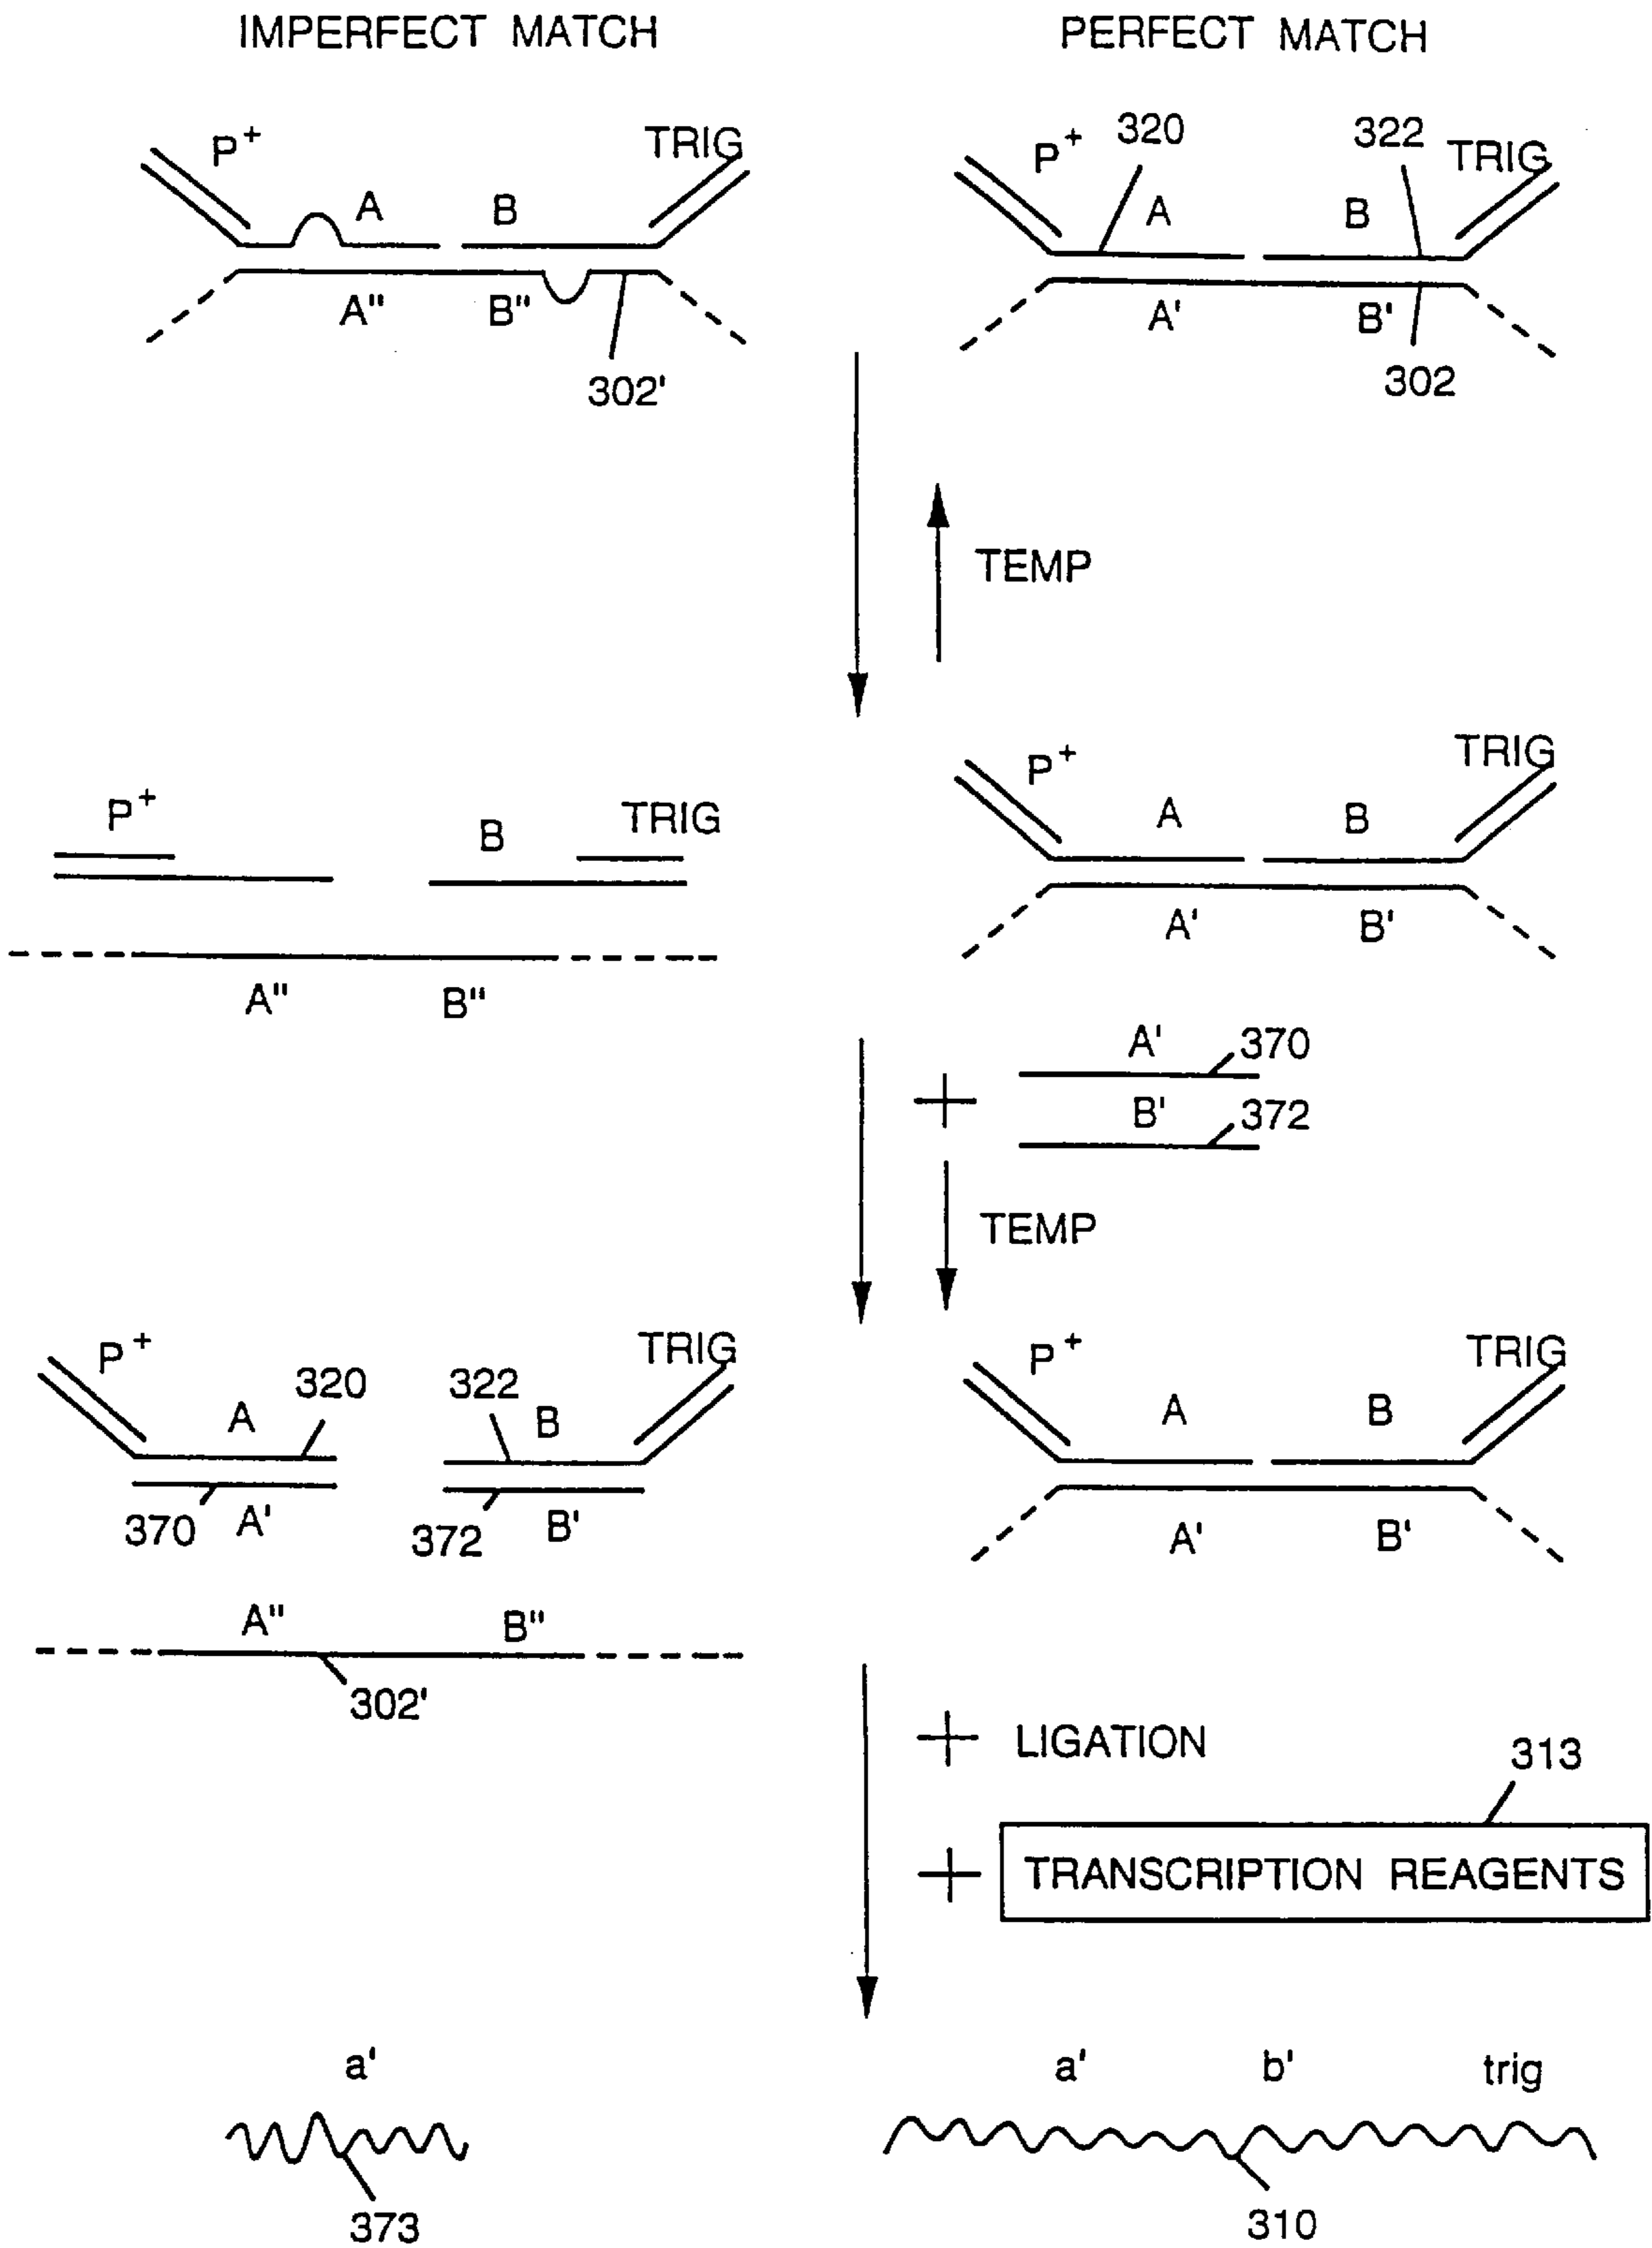 IMPERFECT MATCH
PERFECT MATCH
P+ TRIG
A B
A" B"
302'
P+ 320 322 TRIG
A B
A' B'
302
TEMP
P+ B TRIG
A" B"
P+ TRIG
A B
A' B'
A' 370
B' 372
TEMP
P+ TRIG
A 320 322 B
370 A' 372 B'
A" B"
302'
P+ TRIG
A B
A' B'
+ LIGATION
313
+ TRANSCRIPTION REAGENTS
a'
373
a' b' trig
310